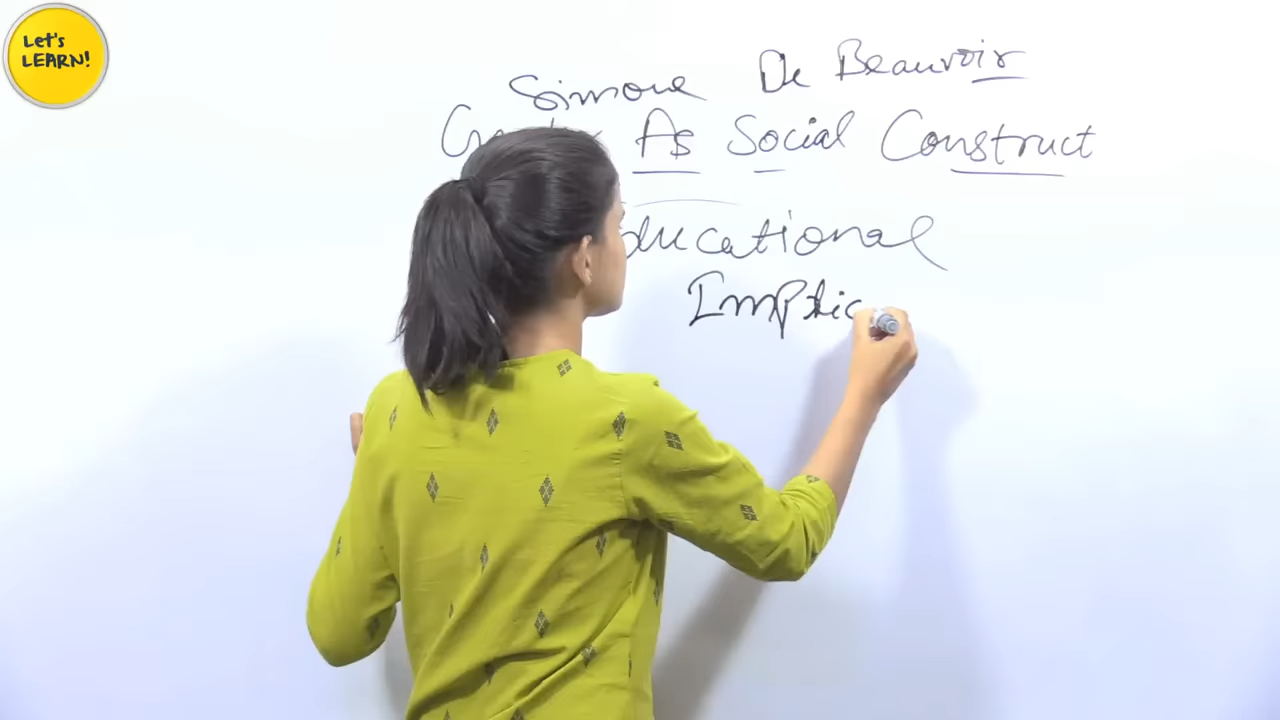 Let's
LEARN!
Simone De Beauvoir
As Social Construct
ducational
Implic